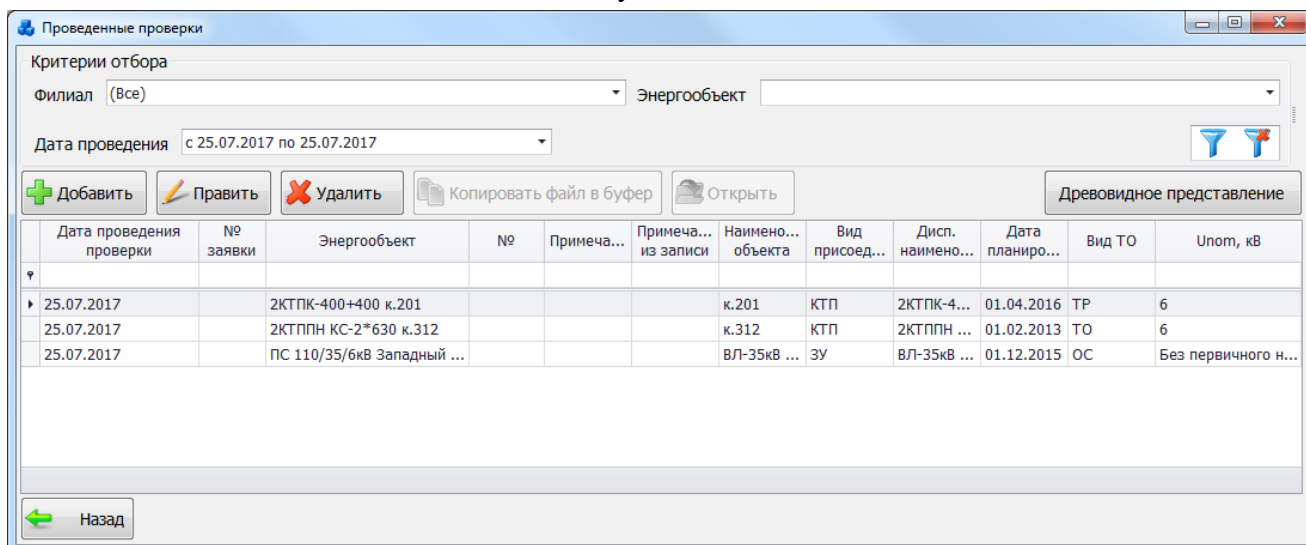 Проведенные проверки
Критерии отбора
Филиал (Все) Энергообъект
Дата проведения с 25.07.2017 по 25.07.2017
Добавить Править Удалить Копировать файл в буфер Открыть Древовидное представление
Дата проведения проверки № заявки Энергообъект № Примеча... Примеча... из записи Наимено... объекта Вид присоед... Дисп. наимено... Дата планиро... Вид ТО Unom, кВ
25.07.2017 2КТПК-400+400 к.201 к.201 КТП 2КТПК-4... 01.04.2016 ТР 6
25.07.2017 2КТППН КС-2*630 к.312 к.312 КТП 2КТППН ... 01.02.2013 ТО 6
25.07.2017 ПС 110/35/6кВ Западный ... ВЛ-35кВ ... ЗУ ВЛ-35кВ ... 01.12.2015 ОС Без первичного н...
Назад